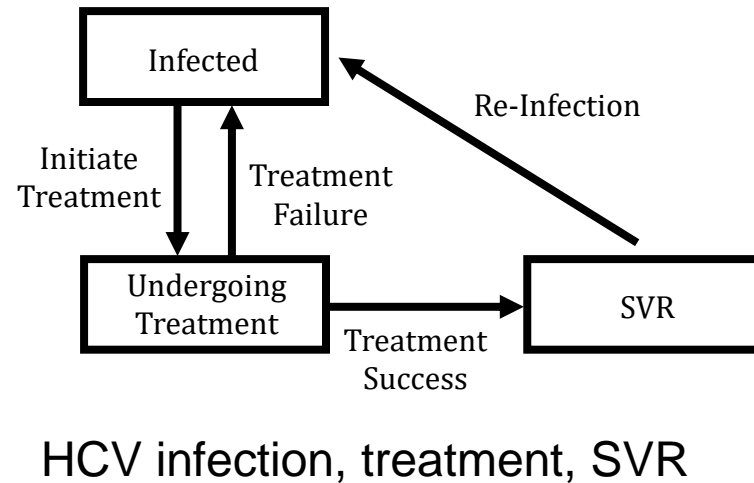 Infected
Re-Infection
Initiate
Treatment
Treatment
Failure
Undergoing
Treatment
SVR
Treatment
Success
HCV infection, treatment, SVR